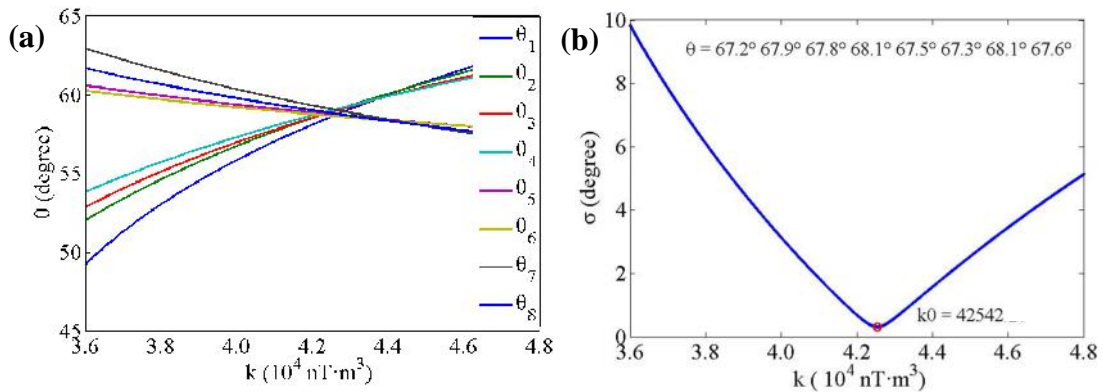 (a)
65
60
55
50
45
θ (degree)
3.6 3.8 4.0 4.2 4.4 4.6 4.8
k (10⁴ nT·m³)
θ₁
θ₂
θ₃
θ₄
θ₅
θ₆
θ₇
θ₈
(b)
10
8
6
4
2
0
σ (degree)
θ = 67.2° 67.9° 67.8° 68.1° 67.5° 67.3° 68.1° 67.6°
k0 = 42542
3.6 3.8 4.0 4.2 4.4 4.6 4.8
k ( 10⁴ nT·m³)